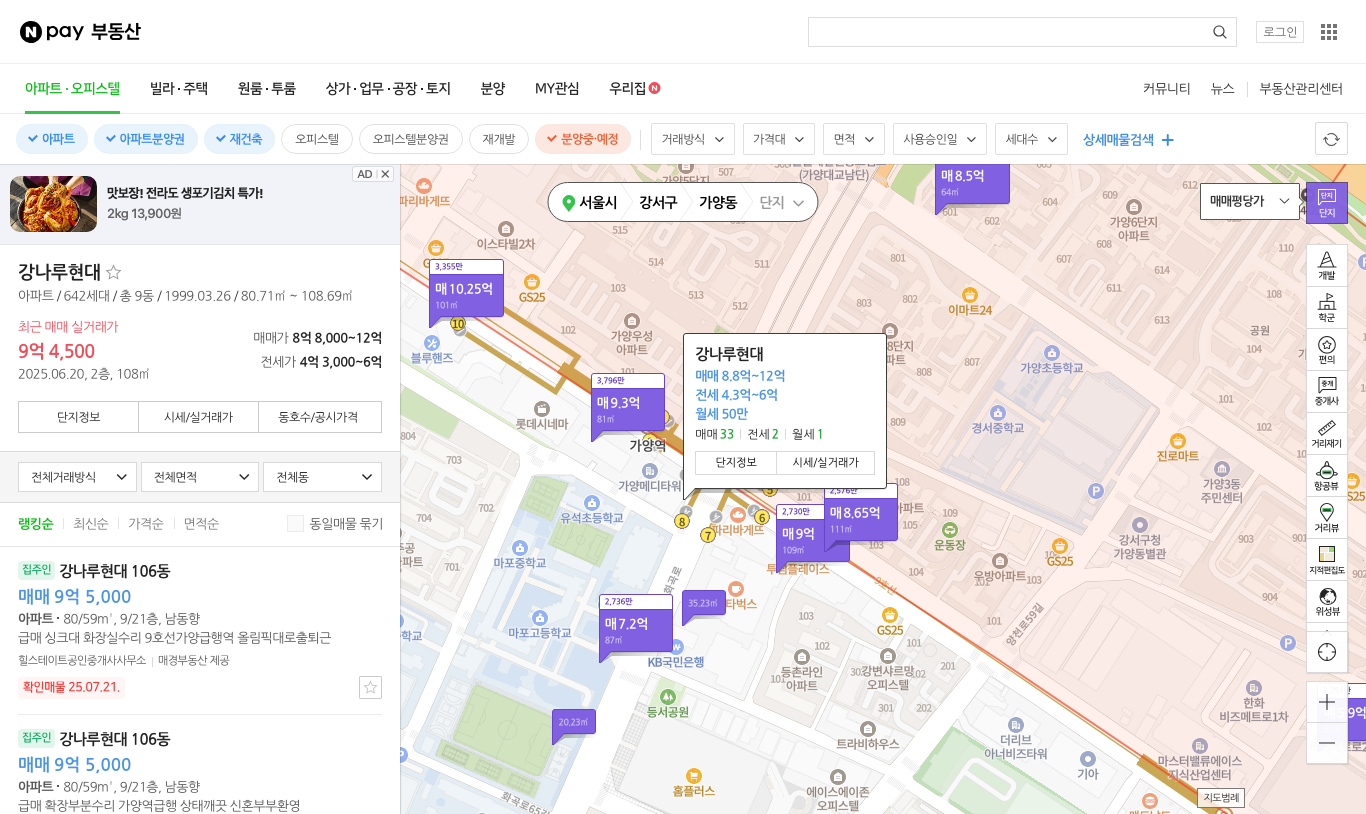 N pay 부동산
로그인
아파트·오피스텔
빌라·주택
원룸·투룸
상가·업무·공장·토지
분양
MY관심
우리집 N
커뮤니티
뉴스
부동산관리센터
아파트
아파트분양권
재건축
오피스텔
오피스텔분양권
재개발
분양중·예정
거래방식
가격대
면적
사용승인일
세대수
상세매물검색
AD
맛보장! 전라도 생포기김치 특가!
2kg 13,900원
강나루현대
아파트 / 642세대 / 총 9동 / 1999.03.26 / 80.71㎡ ~ 108.69㎡
최근 매매 실거래가
9억 4,500
2025.06.20, 2층, 108㎡
매매가 8억 8,000~12억
전세가 4억 3,000~6억
단지정보
시세/실거래가
동호수/공시가격
전체거래방식
전체면적
전체동
랭킹순
최신순
가격순
면적순
동일매물 묶기
집주인 강나루현대 106동
매매 9억 5,000
아파트 · 80/59㎡, 9/21층, 남동향
급매 싱크대 화장실수리 9호선가양급행역 올림픽대로출퇴근
힐스테이트공인중개사사무소
매경부동산 제공
확인매물 25.07.21.
집주인 강나루현대 106동
매매 9억 5,000
아파트 · 80/59㎡, 9/21층, 남동향
급매 확장부분수리 가양역급행 상태깨끗 신혼부부환영
서울시
강서구
가양동
단지
매매평당가
단지
단지
개발
학군
편의
중개
중개사
거리재기
항공뷰
거리뷰
지적편집도
위성뷰
지도범례
매 8.5억
64㎡
(가양대교남단)
파리바게뜨
이스타빌2차
3,355만
매 10.25억
101㎡
10
블루핸즈
GS25
가양우성
아파트
이마트24
가양6단지
아파트
공원
가양초등학교
경서중학교
진로마트
가양3동
주민센터
강서구청
가양동별관
운동장
우방아파트
GS25
3,796만
매 9.3억
81㎡
롯데시네마
가양역
가양메디타워
유석초등학교
마포중학교
마포고등학교
강나루현대
매매 8.8억~12억
전세 4.3억~6억
월세 50만
매매 33
전세 2
월세 1
단지정보
시세/실거래가
8
7
6
파리바게뜨
2,730만
매 9억
109㎡
매 8.65억
111㎡
투썸플레이스
화곡로
2,736만
매 7.2억
87㎡
35.23㎡
KB국민은행
20.23㎡
등서공원
9호선
GS25
등촌라인
아파트
강변샤르망
오피스텔
양천로59길
트라비하우스
더리브
아너비즈타워
기아
한화
비즈메트로1차
마스터밸류에이스
지식산업센터
홈플러스
에이스에이존
오피스텔
화곡로65길